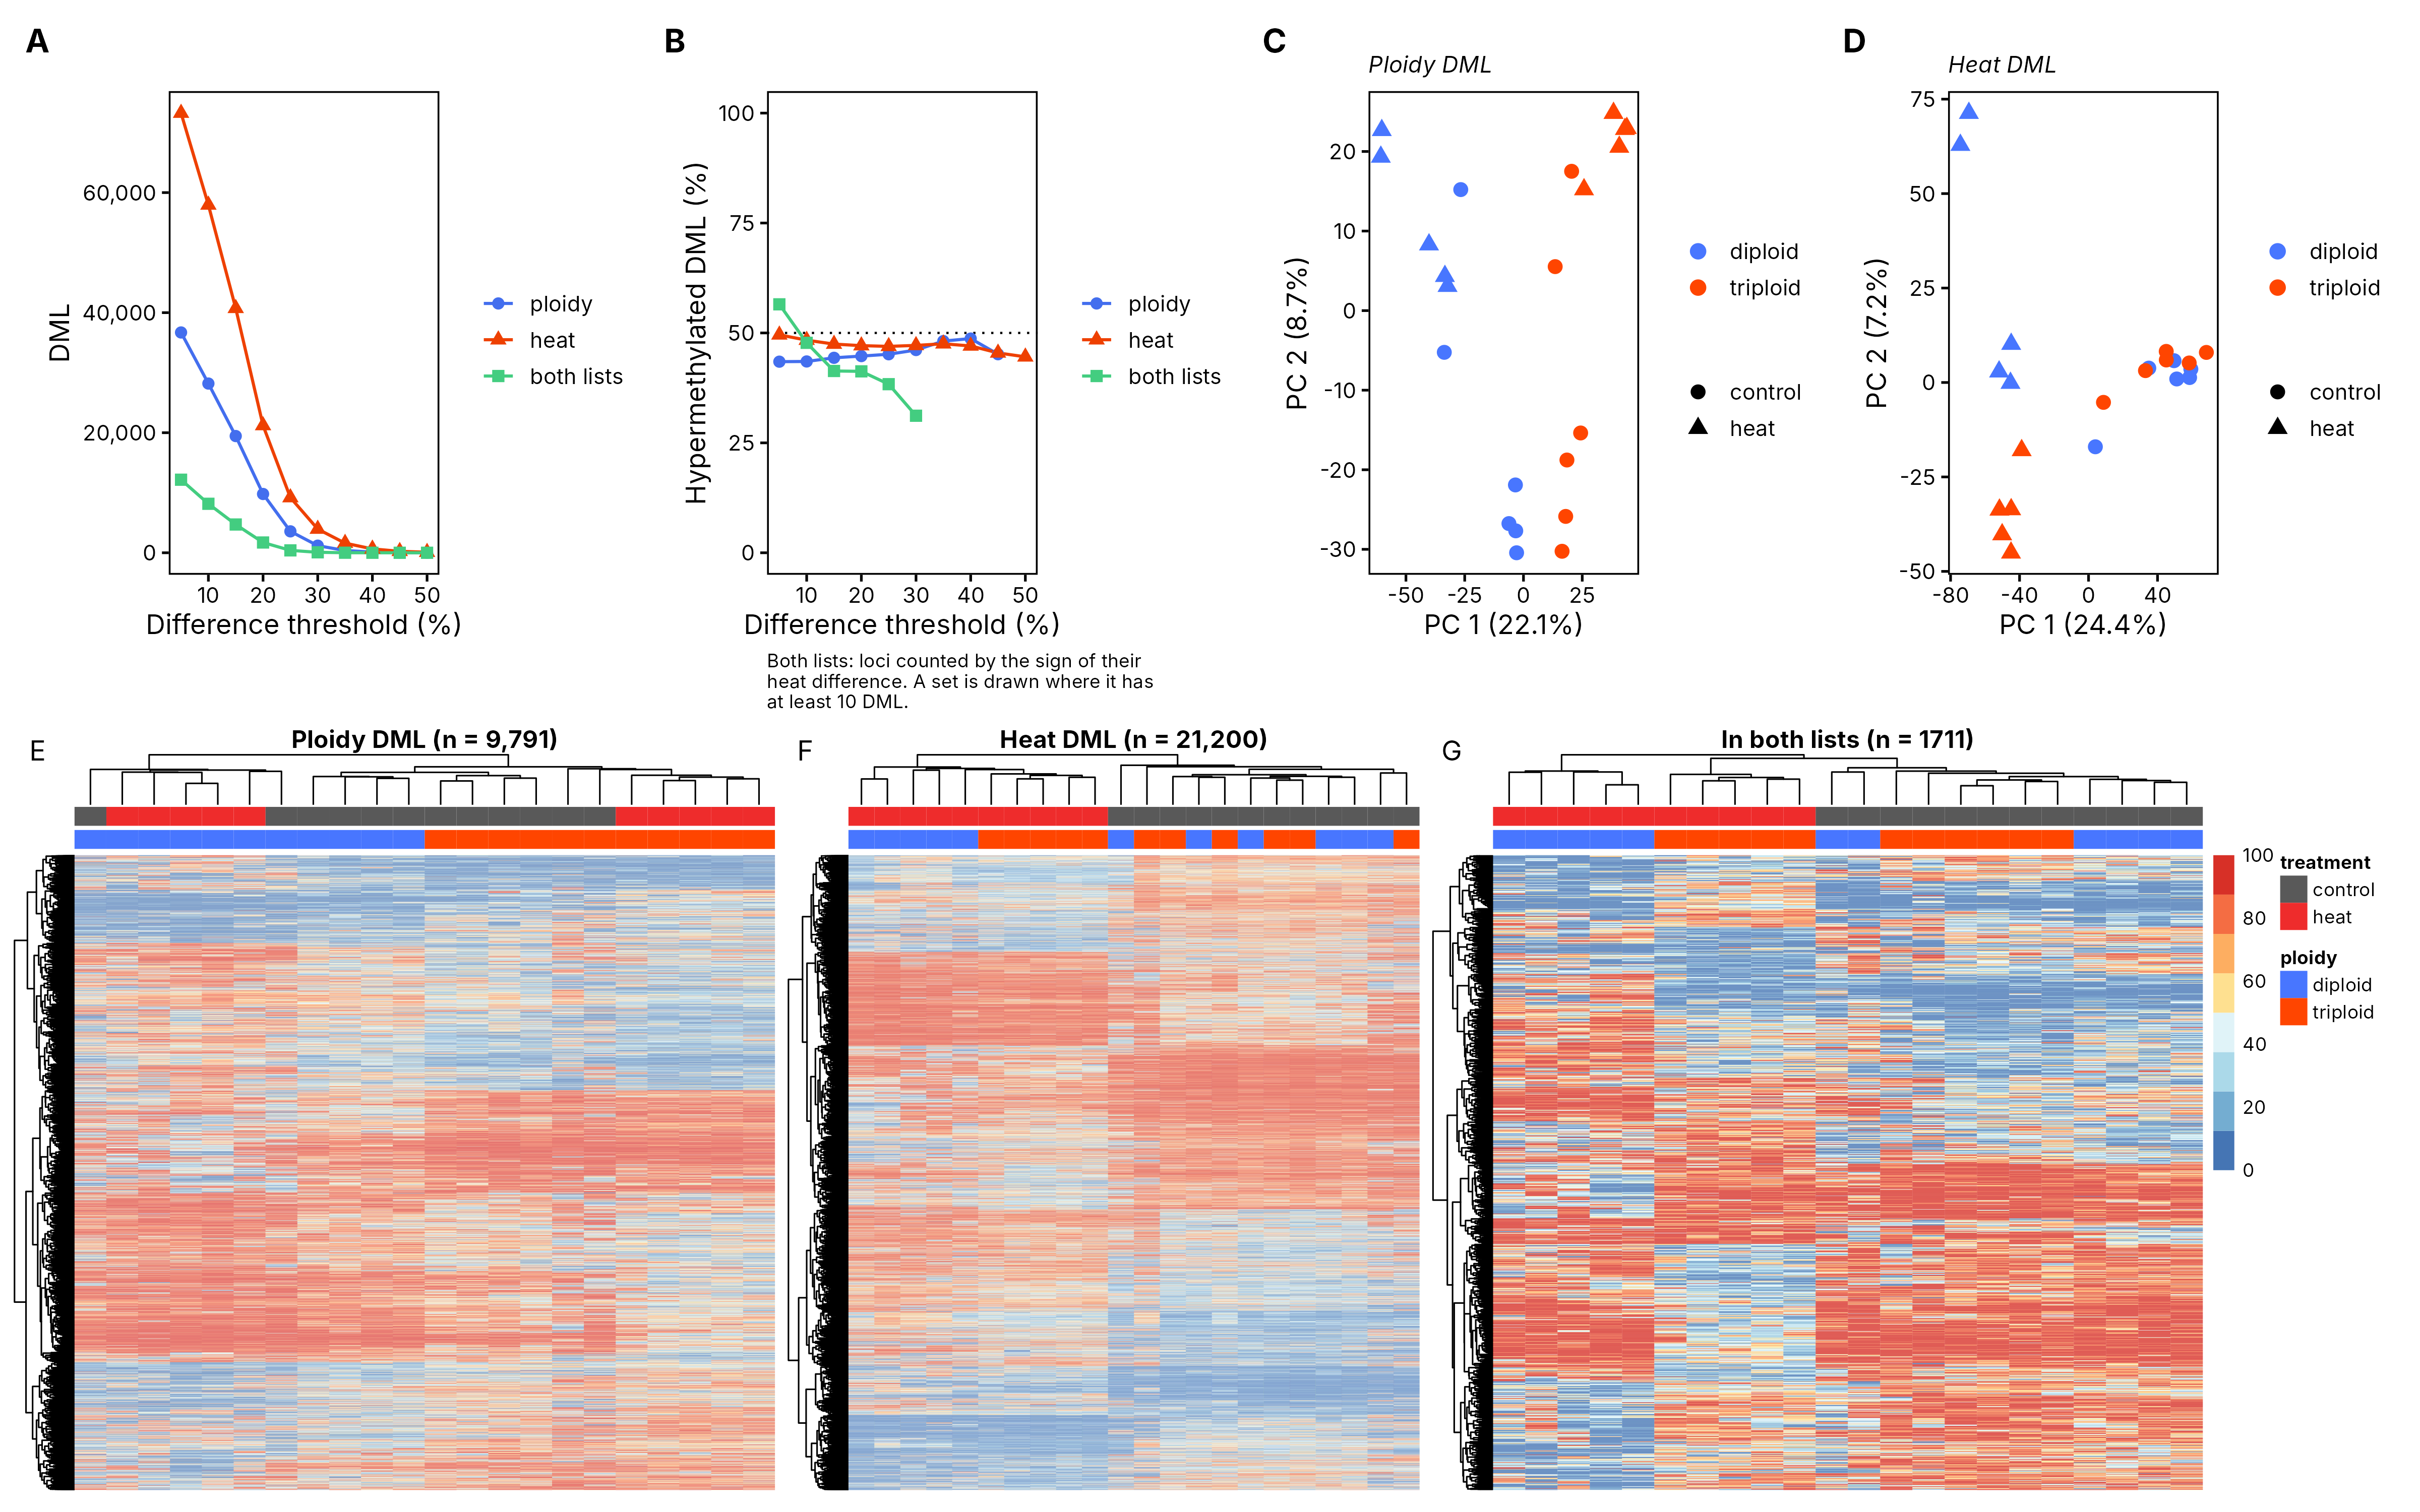 A
DML
60,000
40,000
20,000
0
10 20 30 40 50
Difference threshold (%)
ploidy
heat
both lists
B
Hypermethylated DML (%)
100
75
50
25
0
10 20 30 40 50
Difference threshold (%)
ploidy
heat
both lists
Both lists: loci counted by the sign of their
heat difference. A set is drawn where it has
at least 10 DML.
C
Ploidy DML
PC 2 (8.7%)
20
10
0
-10
-20
-30
-50 -25 0 25
PC 1 (22.1%)
diploid
triploid
control
heat
D
Heat DML
PC 2 (7.2%)
75
50
25
0
-25
-50
-80 -40 0 40
PC 1 (24.4%)
diploid
triploid
control
heat
E
Ploidy DML (n = 9,791)
F
Heat DML (n = 21,200)
G
In both lists (n = 1711)
100
80
60
40
20
0
treatment
control
heat
ploidy
diploid
triploid